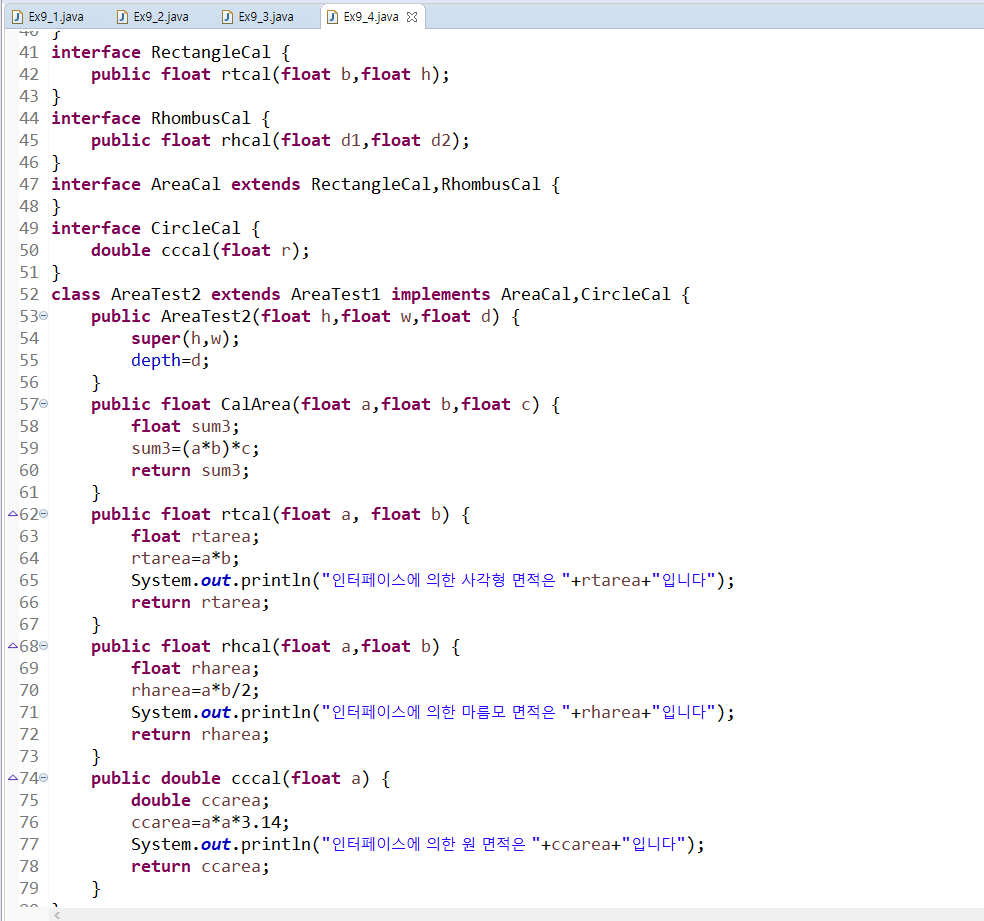 Ex9_1.java Ex9_2.java Ex9_3.java Ex9_4.java
40 }
41 interface RectangleCal {
42     public float rtcal(float b,float h);
43 }
44 interface RhombusCal {
45     public float rhcal(float d1,float d2);
46 }
47 interface AreaCal extends RectangleCal,RhombusCal {
48 }
49 interface CircleCal {
50     double cccal(float r);
51 }
52 class AreaTest2 extends AreaTest1 implements AreaCal,CircleCal {
53     public AreaTest2(float h,float w,float d) {
54         super(h,w);
55         depth=d;
56     }
57     public float CalArea(float a,float b,float c) {
58         float sum3;
59         sum3=(a*b)*c;
60         return sum3;
61     }
62     public float rtcal(float a, float b) {
63         float rtarea;
64         rtarea=a*b;
65         System.out.println("인터페이스에 의한 사각형 면적은 "+rtarea+"입니다");
66         return rtarea;
67     }
68     public float rhcal(float a,float b) {
69         float rharea;
70         rharea=a*b/2;
71         System.out.println("인터페이스에 의한 마름모 면적은 "+rharea+"입니다");
72         return rharea;
73     }
74     public double cccal(float a) {
75         double ccarea;
76         ccarea=a*a*3.14;
77         System.out.println("인터페이스에 의한 원 면적은 "+ccarea+"입니다");
78         return ccarea;
79     }
80 }